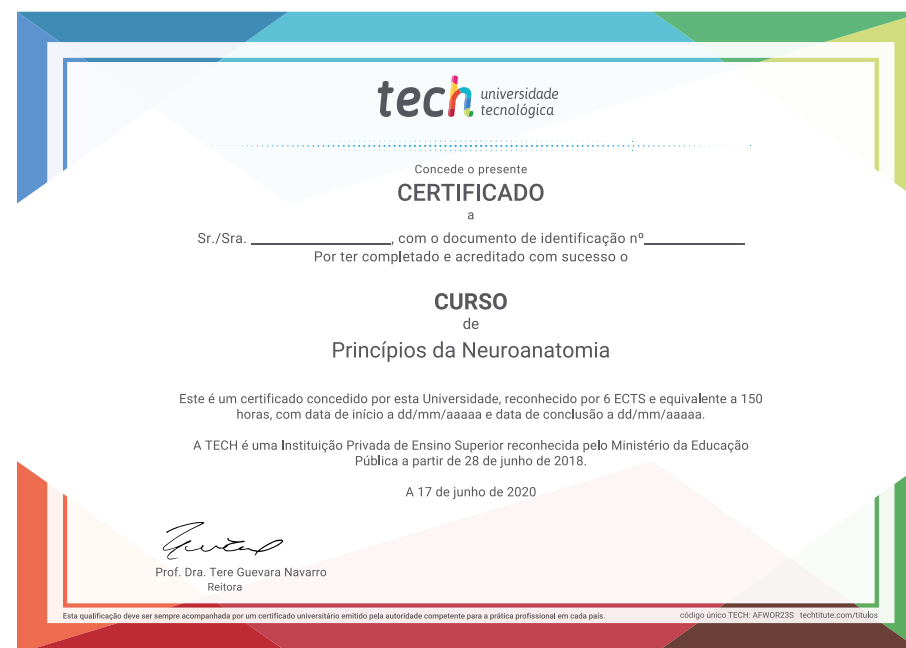 tech universidade
tecnológica
Concede o presente
CERTIFICADO
a
Sr./Sra. ____________________, com o documento de identificação nº______________
Por ter completado e acreditado com sucesso o
CURSO
de
Princípios da Neuroanatomia
Este é um certificado concedido por esta Universidade, reconhecido por 6 ECTS e equivalente a 150
horas, com data de início a dd/mm/aaaaa e data de conclusão a dd/mm/aaaaa.
A TECH é uma Instituição Privada de Ensino Superior reconhecida pelo Ministério da Educação
Pública a partir de 28 de junho de 2018.
A 17 de junho de 2020
Prof. Dra. Tere Guevara Navarro
Reitora
Esta qualificação deve ser sempre acompanhada por um certificado universitário emitido pela autoridade competente para a prática profissional em cada país.
código único TECH: AFWOR23S techtitute.com/titulos